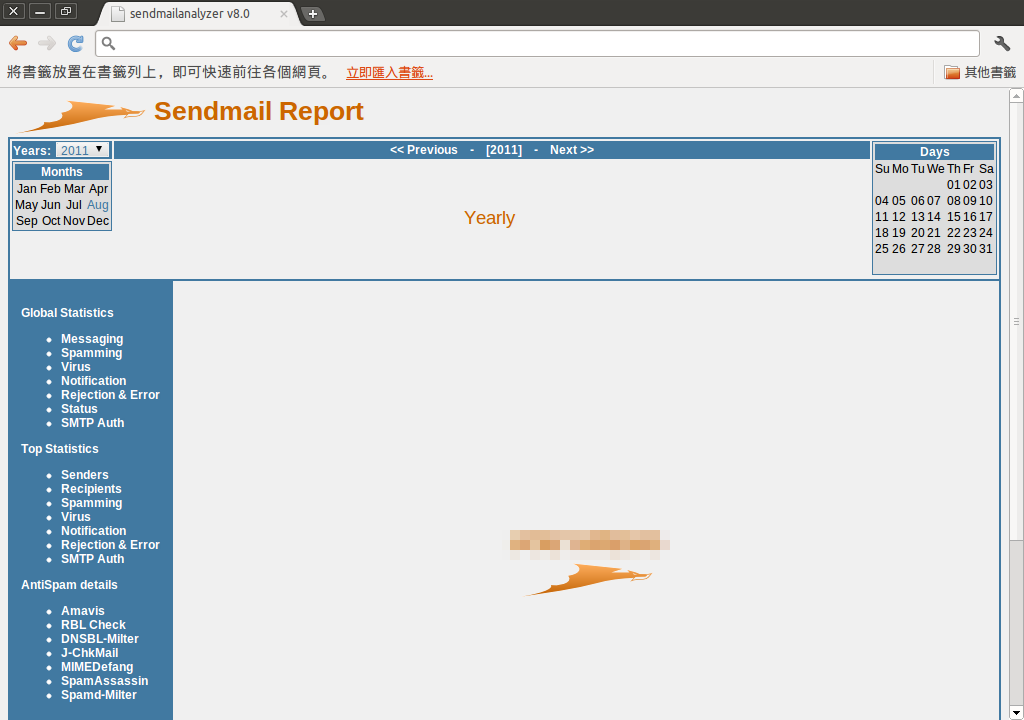 sendmailanalyzer v8.0
將書籤放置在書籤列上，即可快速前往各個網頁。 立即匯入書籤... 其他書籤
Sendmail Report
Years: 2011
<< Previous - [2011] - Next >>
Months
Jan Feb Mar Apr
May Jun Jul Aug
Sep Oct Nov Dec
Yearly
Days
Su Mo Tu We Th Fr Sa
01 02 03
04 05 06 07 08 09 10
11 12 13 14 15 16 17
18 19 20 21 22 23 24
25 26 27 28 29 30 31
Global Statistics
Messaging
Spamming
Virus
Notification
Rejection & Error
Status
SMTP Auth
Top Statistics
Senders
Recipients
Spamming
Virus
Notification
Rejection & Error
SMTP Auth
AntiSpam details
Amavis
RBL Check
DNSBL-Milter
J-ChkMail
MIMEDefang
SpamAssassin
Spamd-Milter